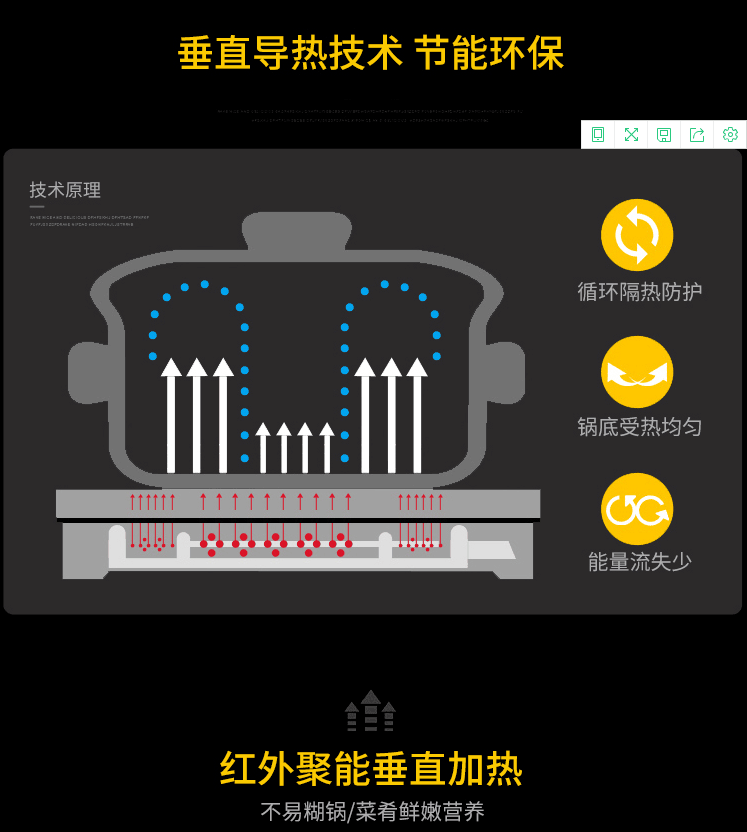 垂直导热技术 节能环保
技术原理
循环隔热防护
锅底受热均匀
能量流失少
红外聚能垂直加热
不易糊锅/菜肴鲜嫩营养